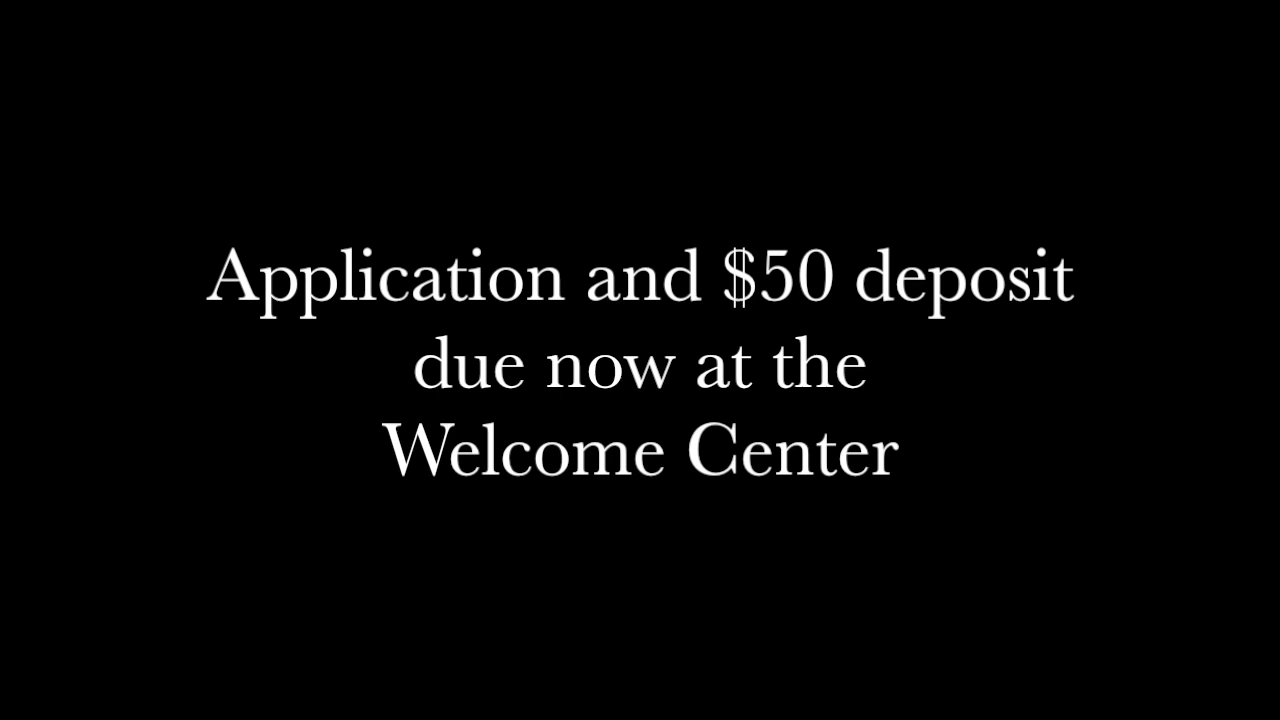 Application and $50 deposit
due now at the
Welcome Center